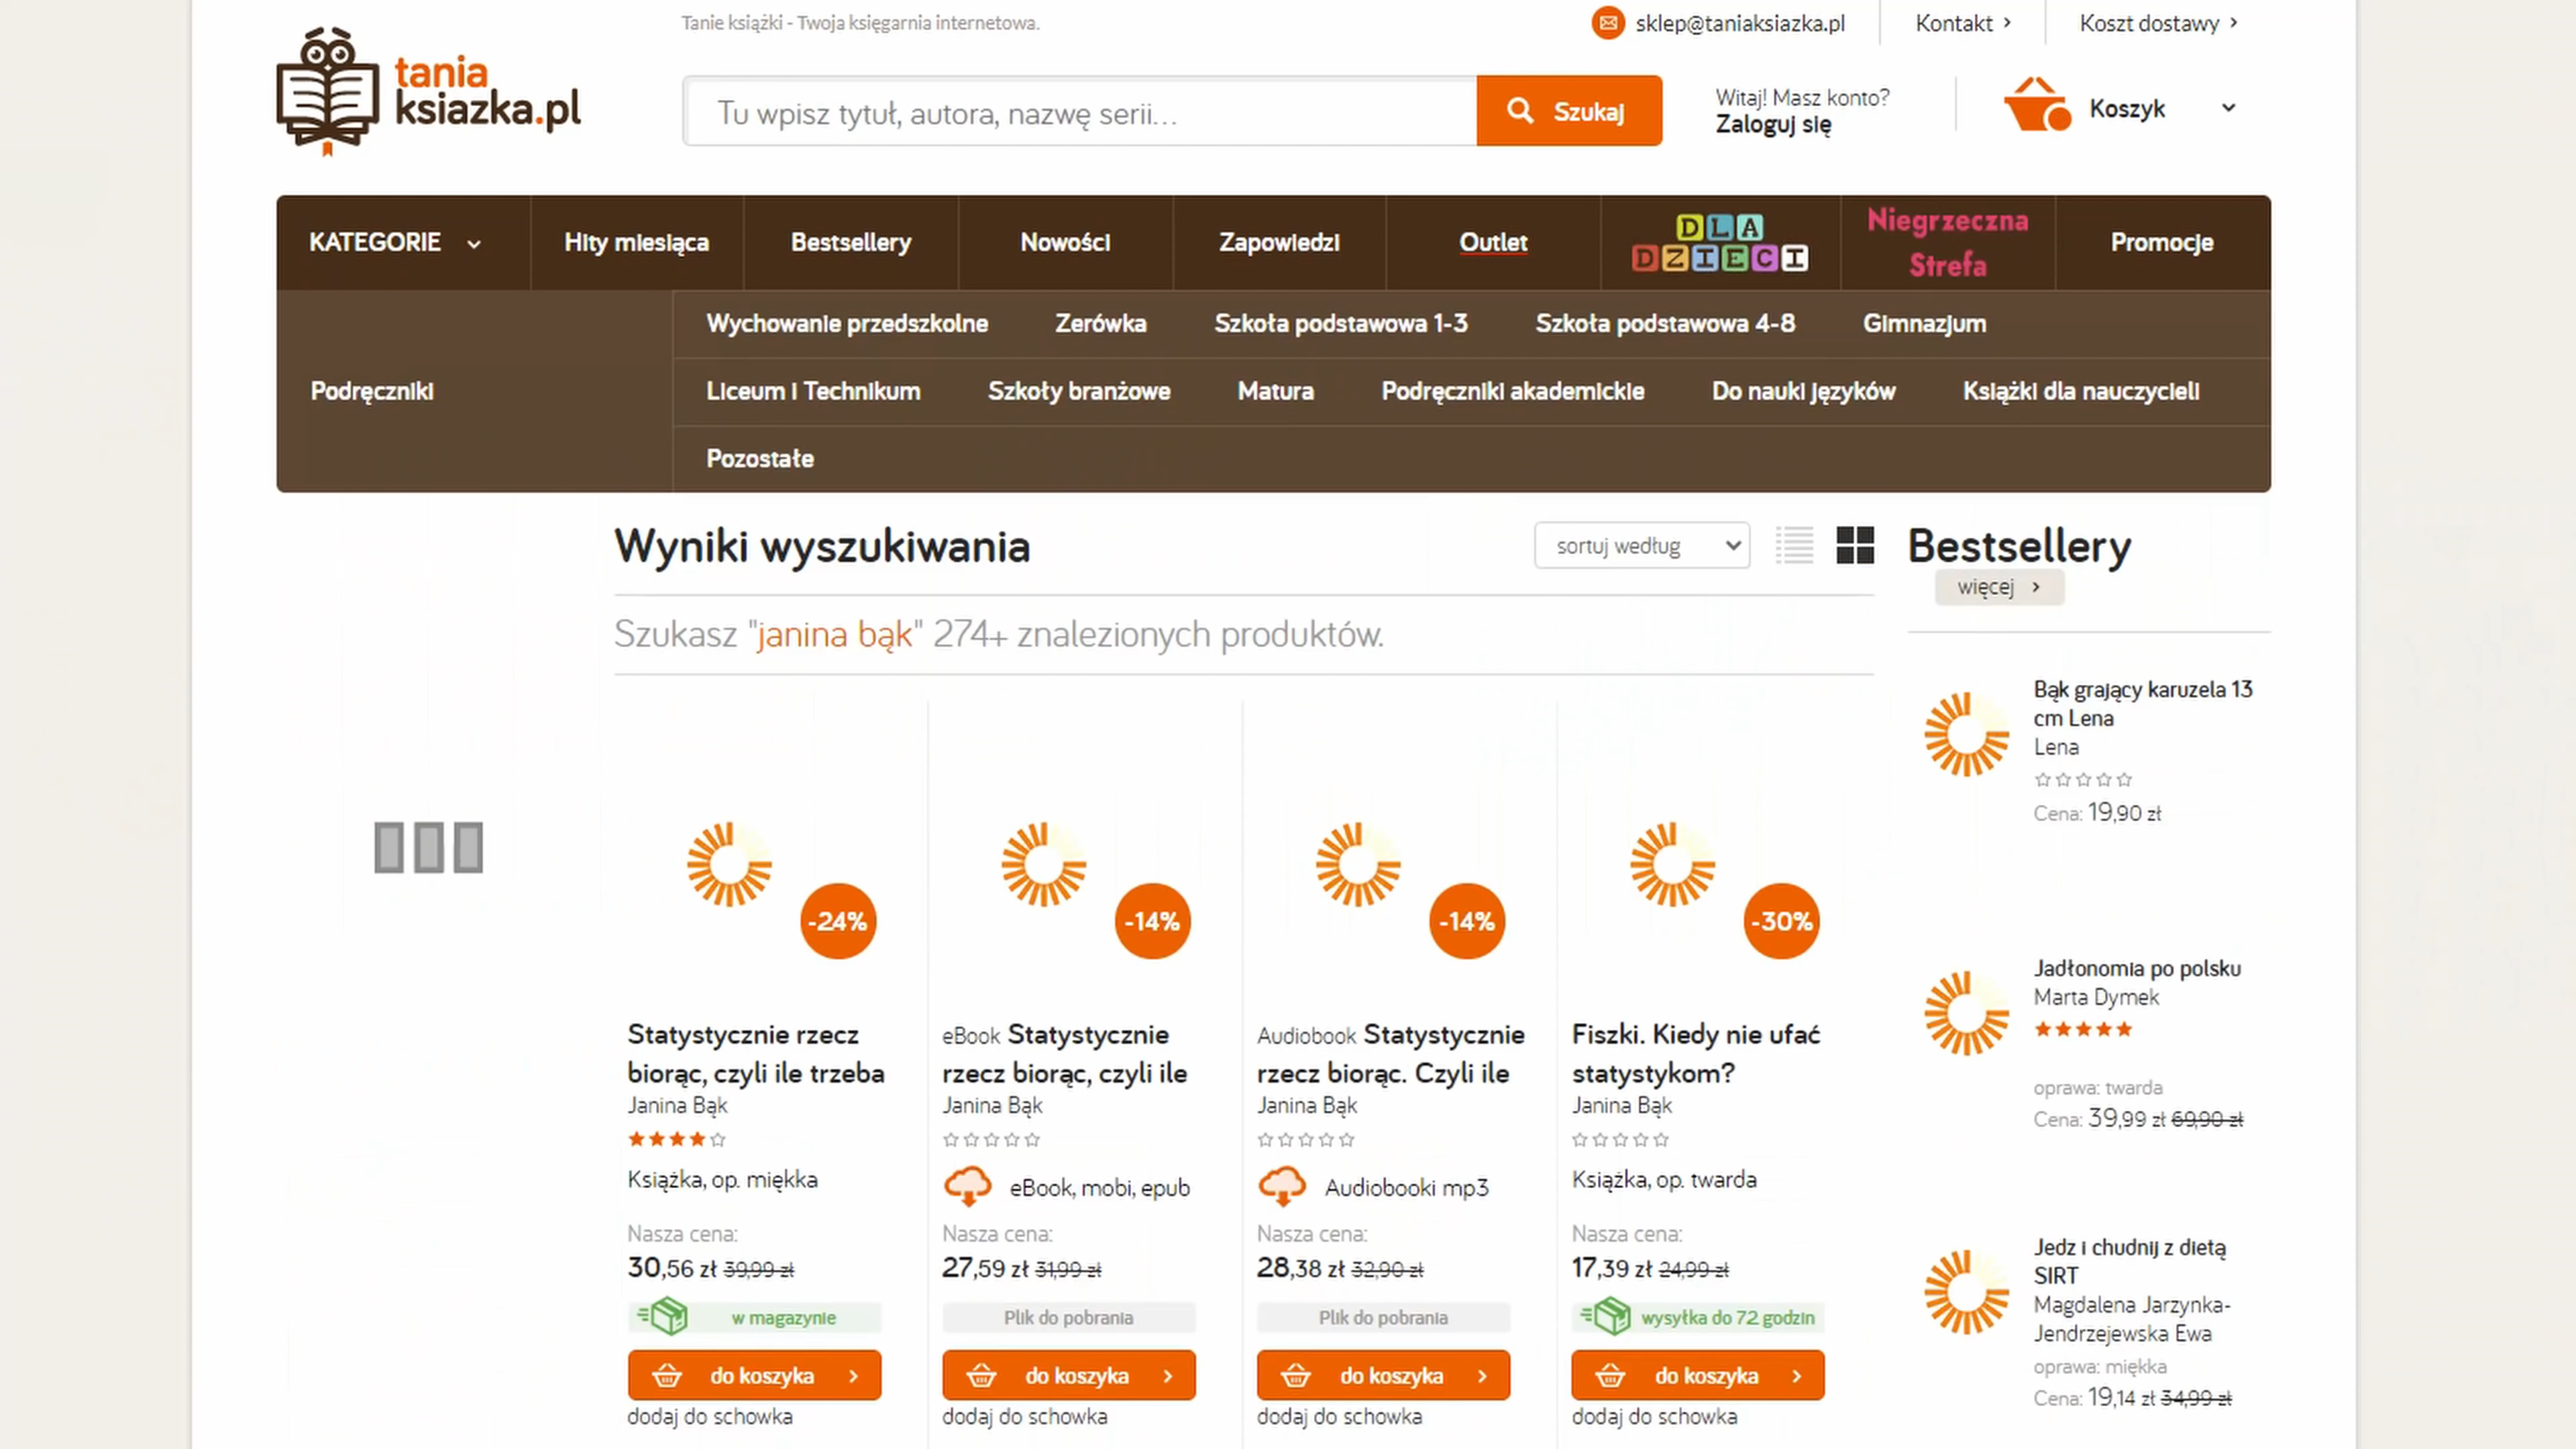 Tanie książki - Twoja księgarnia internetowa.
sklep@taniaksiazka.pl
Kontakt
Koszt dostawy
tania
ksiazka.pl
Tu wpisz tytuł, autora, nazwę serii...
Szukaj
Witaj! Masz konto?
Zaloguj się
Koszyk
KATEGORIE
Hity miesiąca
Bestsellery
Nowości
Zapowiedzi
Outlet
DLA
DZIECI
Niegrzeczna
Strefa
Promocje
Podręczniki
Wychowanie przedszkolne
Zerówka
Szkoła podstawowa 1-3
Szkoła podstawowa 4-8
Gimnazjum
Liceum i Technikum
Szkoły branżowe
Matura
Podręczniki akademickie
Do nauki języków
Książki dla nauczycieli
Pozostałe
Wyniki wyszukiwania
sortuj według
Szukasz "janina bąk" 274+ znalezionych produktów.
-24%
Statystycznie rzecz
biorąc, czyli ile trzeba
Janina Bąk
Książka, op. miękka
Nasza cena:
30,56 zł 39,99 zł
w magazynie
do koszyka
dodaj do schowka
-14%
eBook Statystycznie
rzecz biorąc, czyli ile
Janina Bąk
eBook, mobi, epub
Nasza cena:
27,59 zł 31,99 zł
Plik do pobrania
do koszyka
dodaj do schowka
-14%
Audiobook Statystycznie
rzecz biorąc. Czyli ile
Janina Bąk
Audiobooki mp3
Nasza cena:
28,38 zł 32,90 zł
Plik do pobrania
do koszyka
dodaj do schowka
-30%
Fiszki. Kiedy nie ufać
statystykom?
Janina Bąk
Książka, op. twarda
Nasza cena:
17,39 zł 24,99 zł
wysyłka do 72 godzin
do koszyka
dodaj do schowka
Bestsellery
więcej
Bąk grający karuzela 13
cm Lena
Lena
Cena: 19,90 zł
Jadłonomia po polsku
Marta Dymek
oprawa: twarda
Cena: 39,99 zł 69,90 zł
Jedz i chudnij z dietą
SIRT
Magdalena Jarzynka-
Jendrzejewska Ewa
oprawa: miękka
Cena: 19,14 zł 34,99 zł